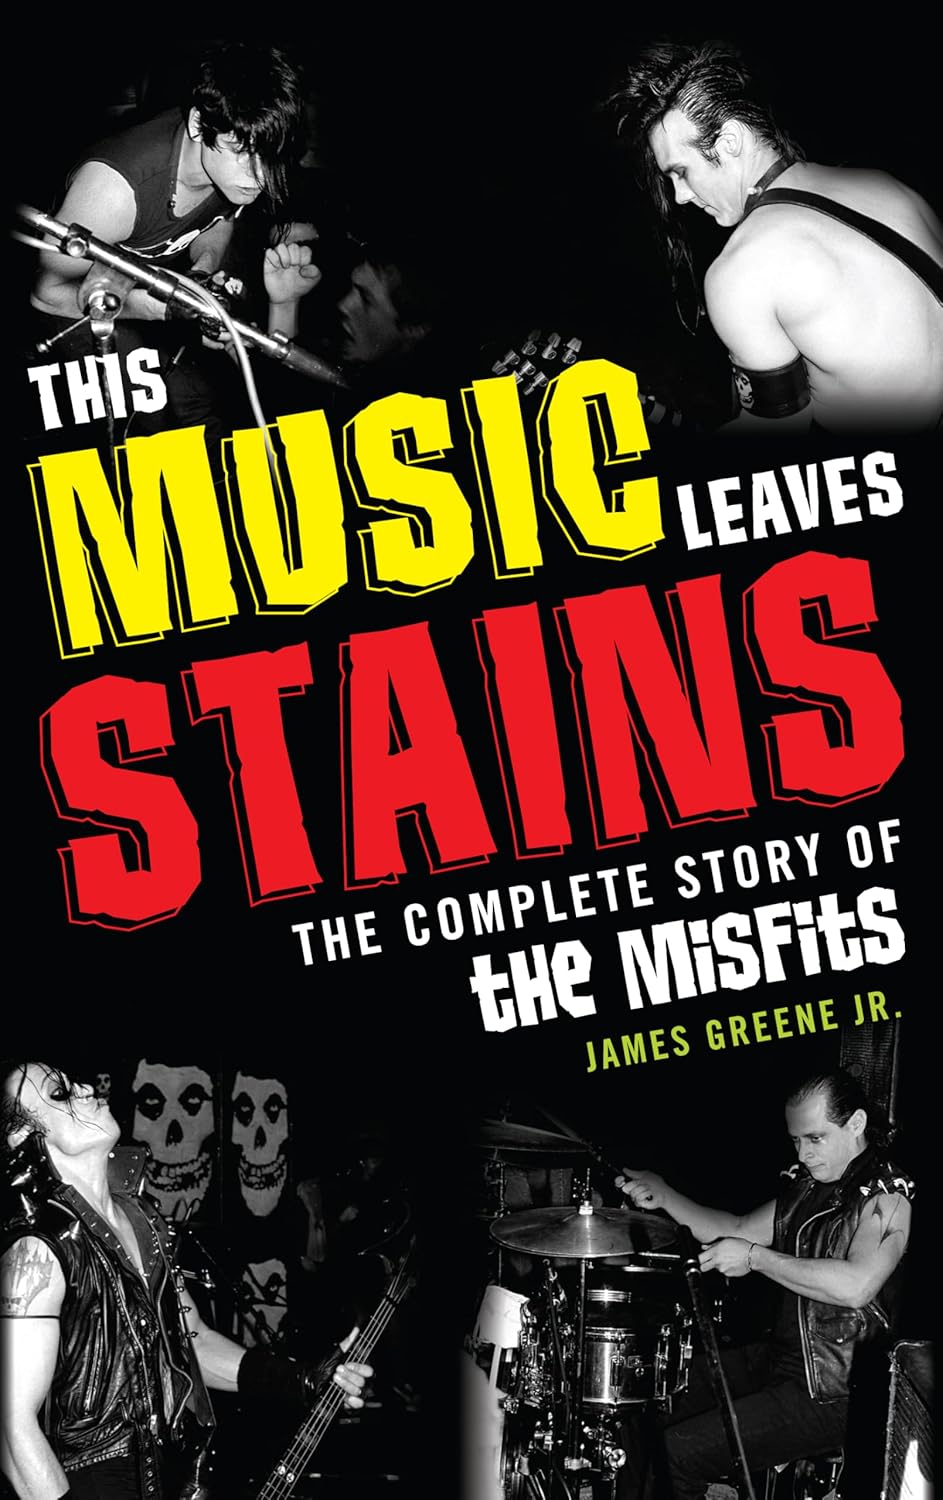 THIS
MUSIC
LEAVES
STAINS
THE COMPLETE STORY OF
tHe MiSFitS
JAMES GREENE JR.